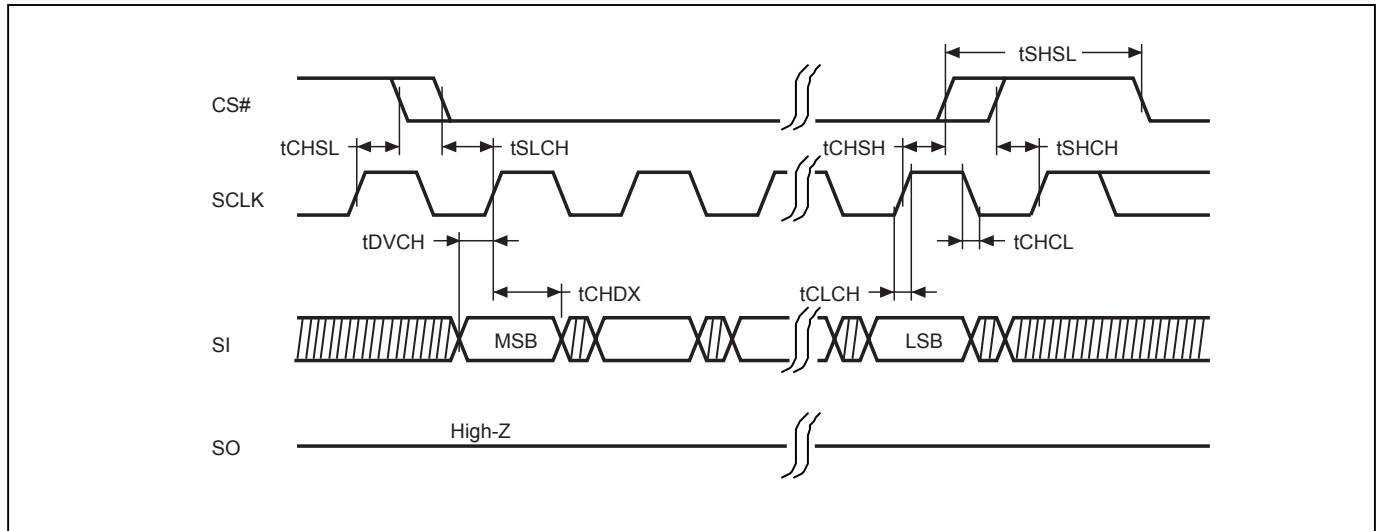 tSHSL
CS#
tCHSL
tSLCH
tCHSH
tSHCH
SCLK
tDVCH
tCHCL
tCHDX
tCLCH
SI
MSB
LSB
High-Z
SO